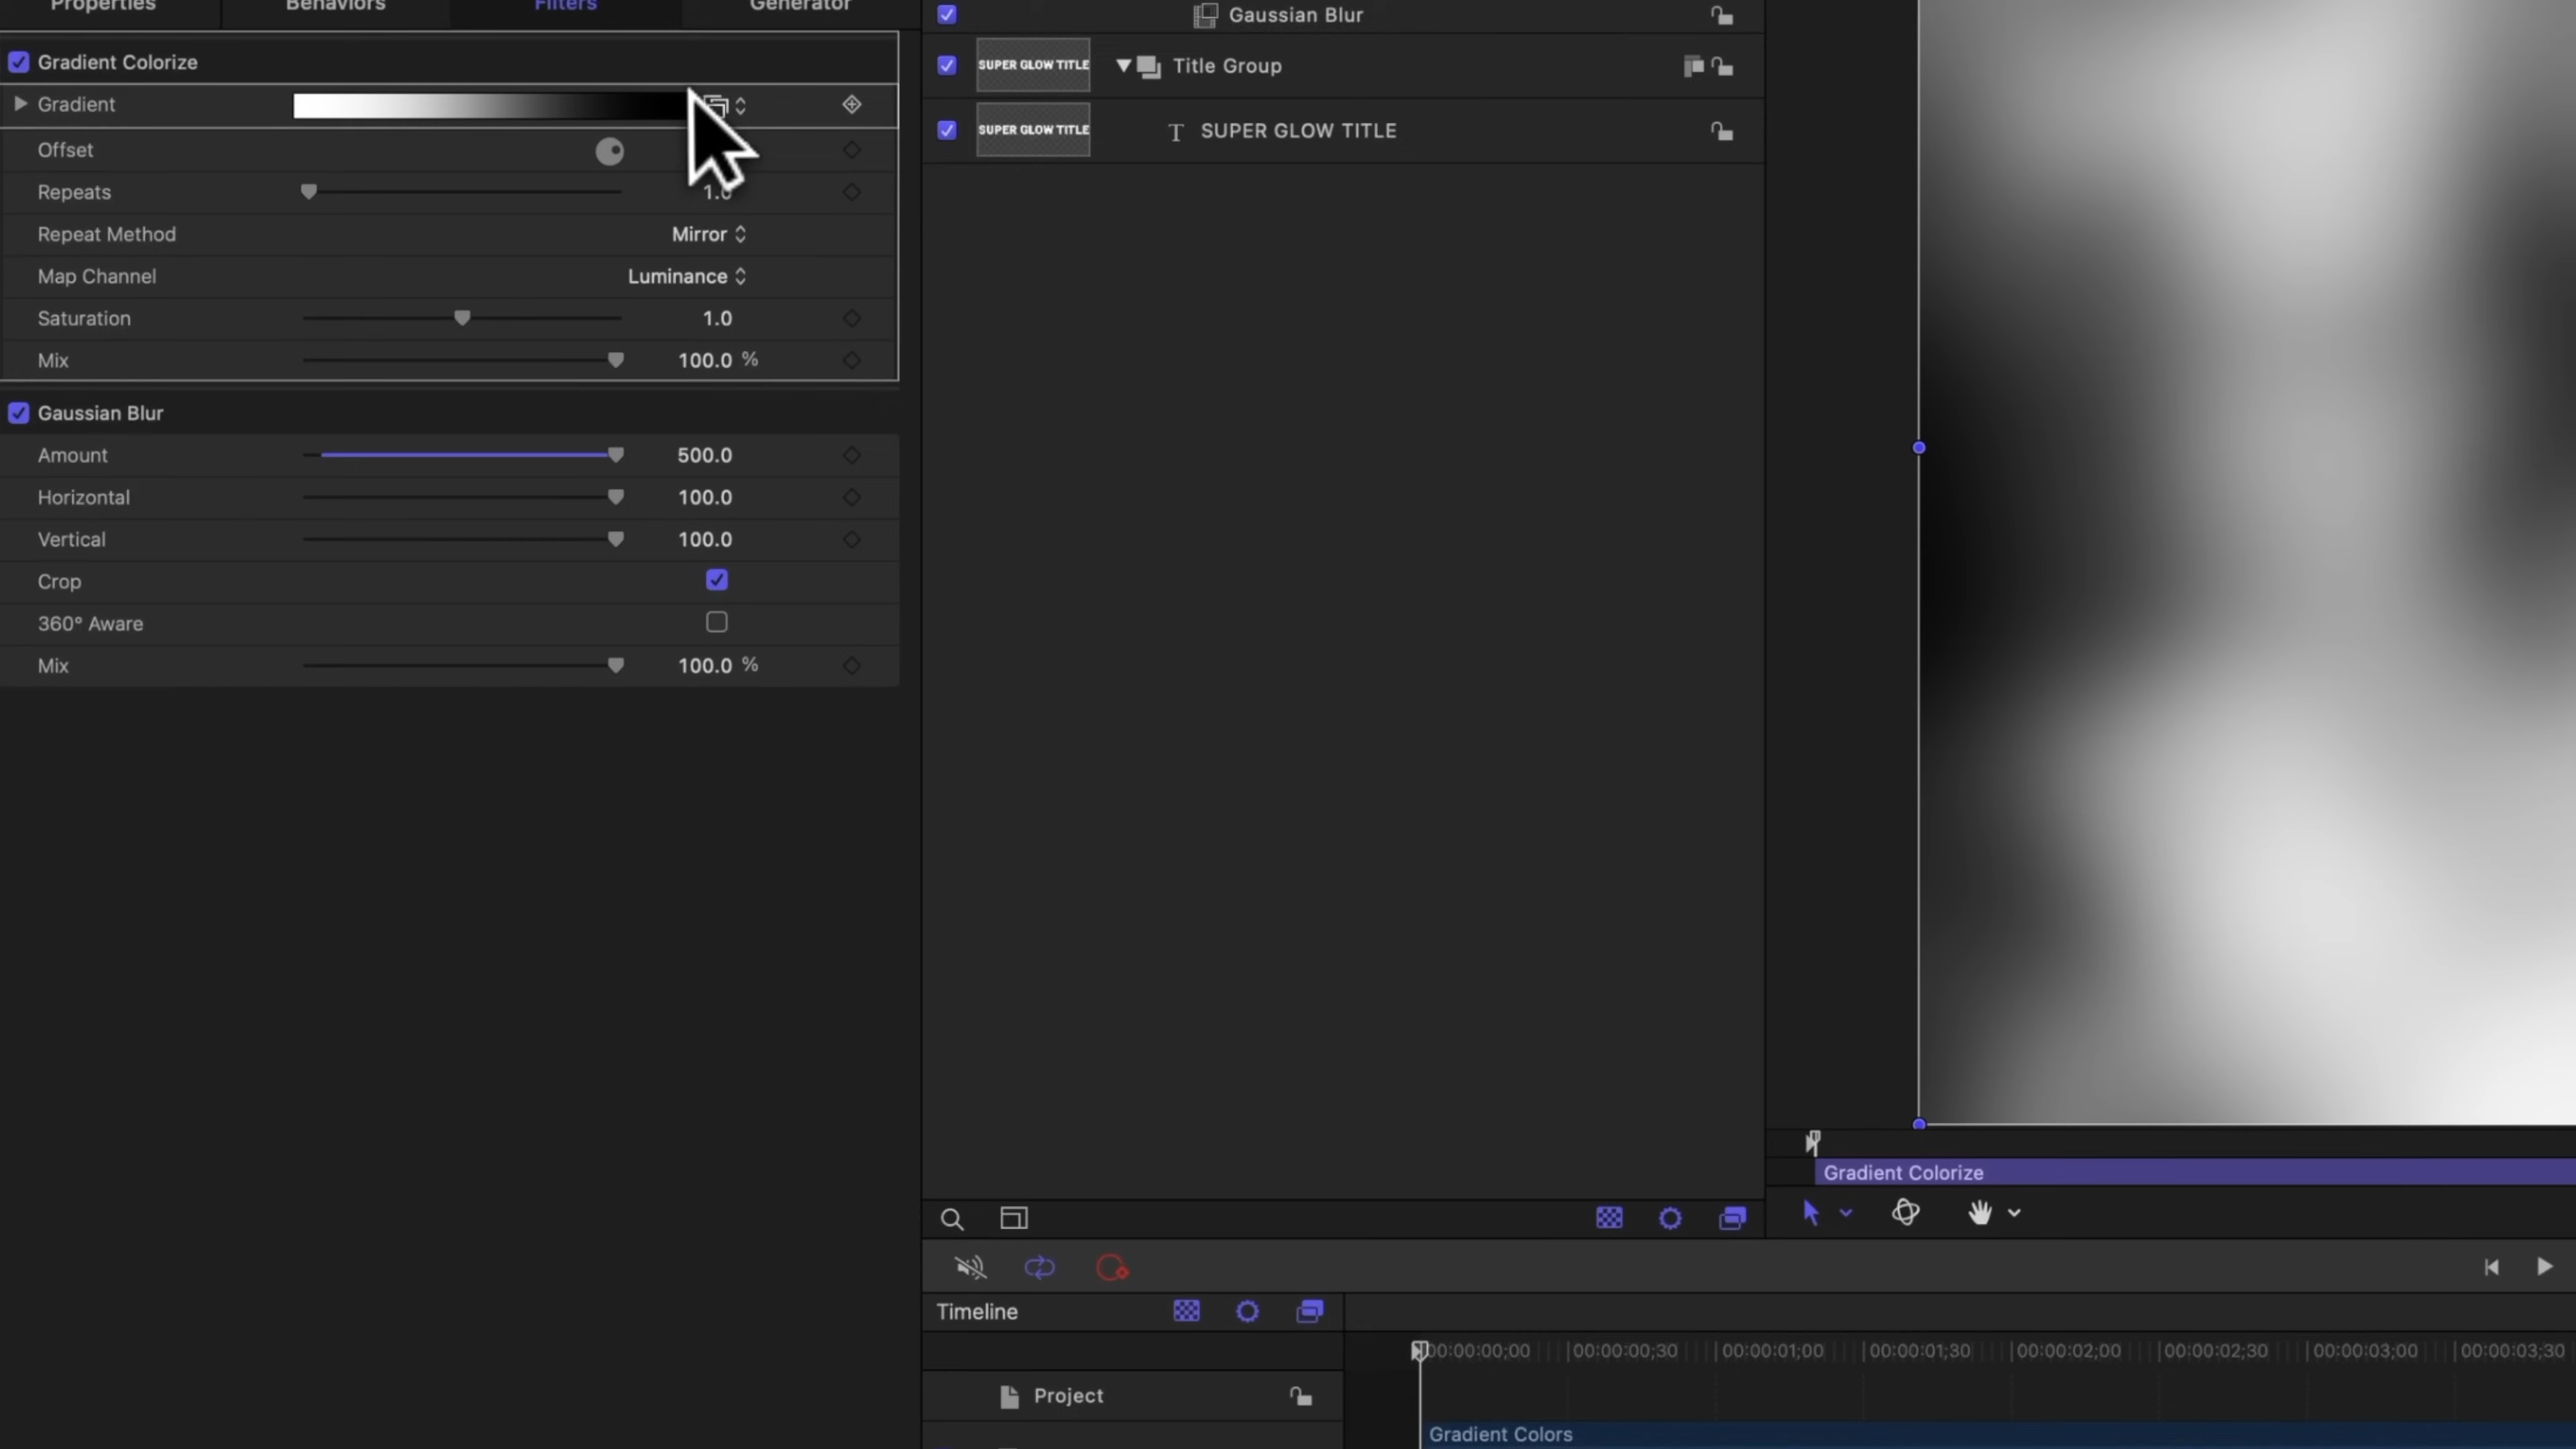 Properties Behaviors Filters Generator
Gradient Colorize
Gradient
Offset
Repeats 1.0
Repeat Method Mirror
Map Channel Luminance
Saturation 1.0
Mix 100.0 %
Gaussian Blur
Amount 500.0
Horizontal 100.0
Vertical 100.0
Crop
360° Aware
Mix 100.0 %
Gaussian Blur
SUPER GLOW TITLE Title Group
SUPER GLOW TITLE T SUPER GLOW TITLE
Gradient Colorize
Timeline
00:00:00;00 00:00:00;30 00:00:01;00 00:00:01;30 00:00:02;00 00:00:02;30 00:00:03;00 00:00:03;30
Project
Gradient Colors